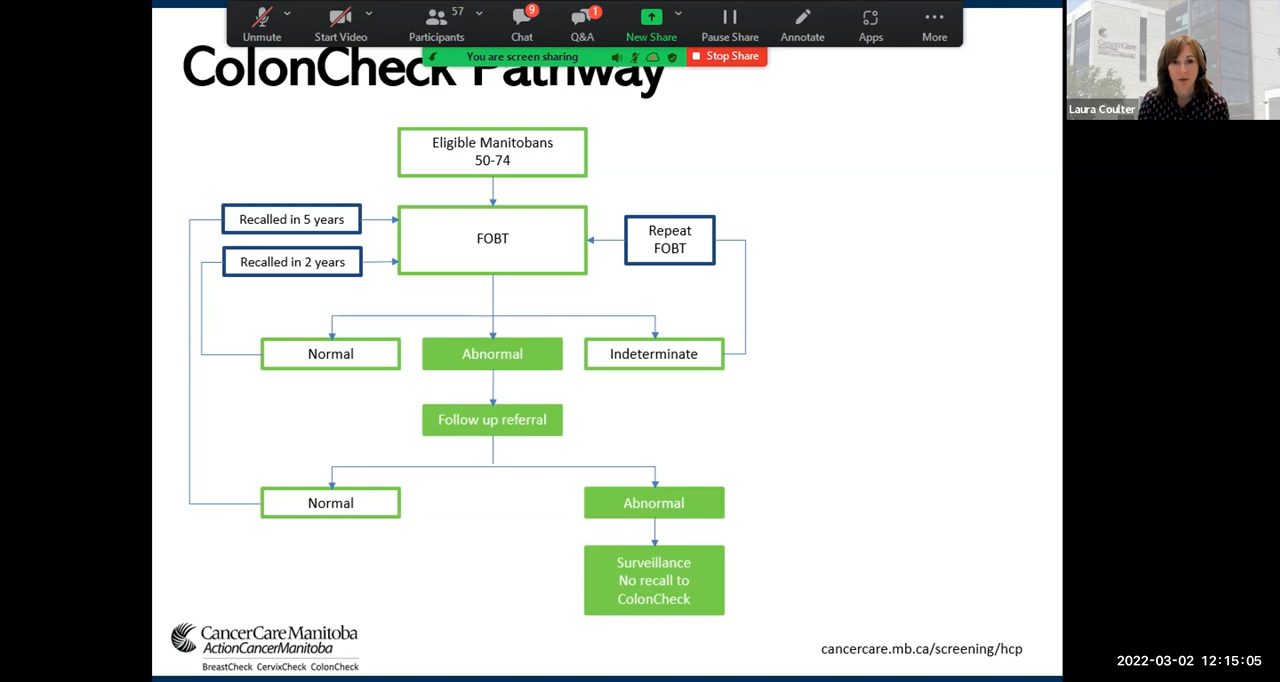 57
9
1
Unmute
Start Video
Participants
Chat
Q&A
New Share
Pause Share
Annotate
Apps
More
You are screen sharing
Stop Share
CancerCare
Laura Coulter
ColonCheck Pathway
Eligible Manitobans
50-74
Recalled in 5 years
FOBT
Repeat
FOBT
Recalled in 2 years
Normal
Abnormal
Indeterminate
Follow up referral
Normal
Abnormal
Surveillance
No recall to
ColonCheck
CancerCare Manitoba
ActionCancerManitoba
BreastCheck CervixCheck ColonCheck
cancercare.mb.ca/screening/hcp
2022-03-02 12:15:05